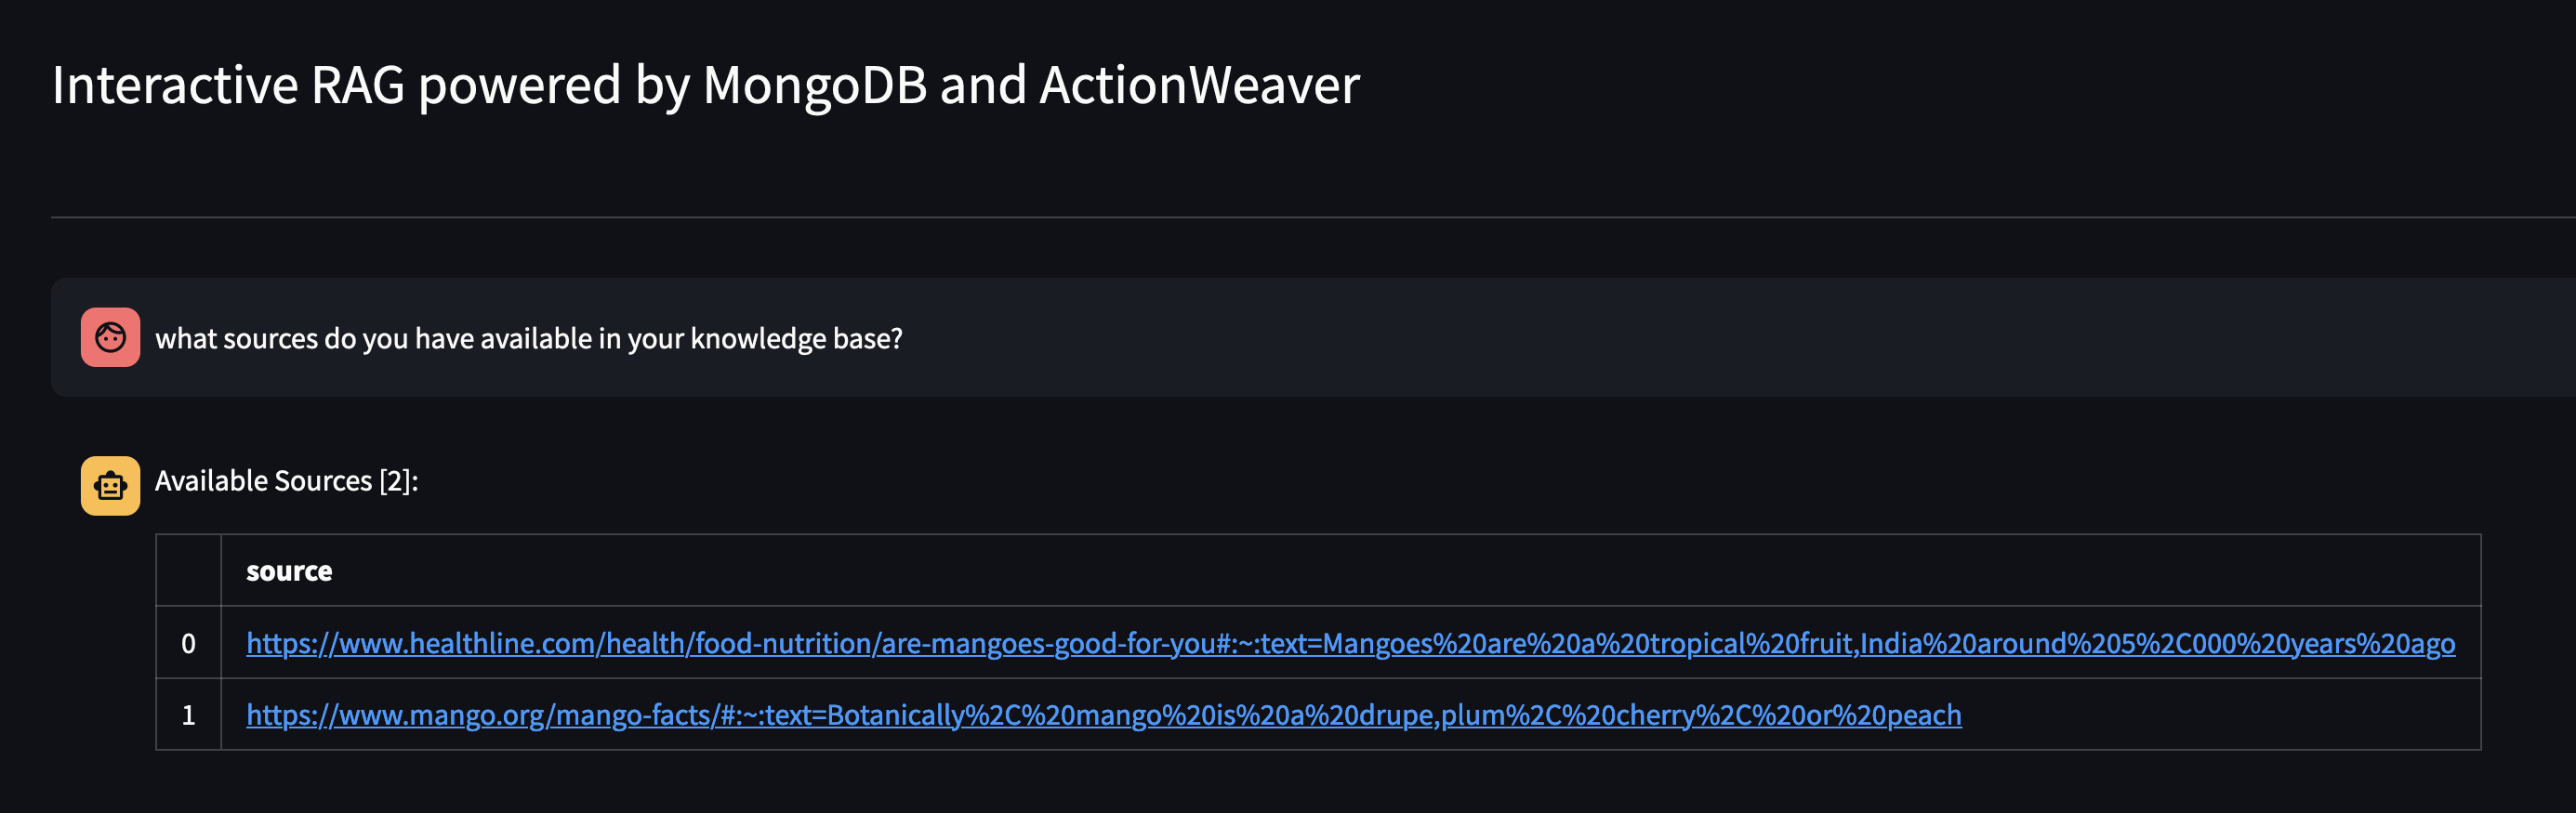 Interactive RAG powered by MongoDB and ActionWeaver
what sources do you have available in your knowledge base?
Available Sources [2]:
source
0 https://www.healthline.com/health/food-nutrition/are-mangoes-good-for-you#:~:text=Mangoes%20are%20a%20tropical%20fruit,India%20around%205%2C000%20years%20ago
1 https://www.mango.org/mango-facts/#:~:text=Botanically%2C%20mango%20is%20a%20drupe,plum%2C%20cherry%2C%20or%20peach